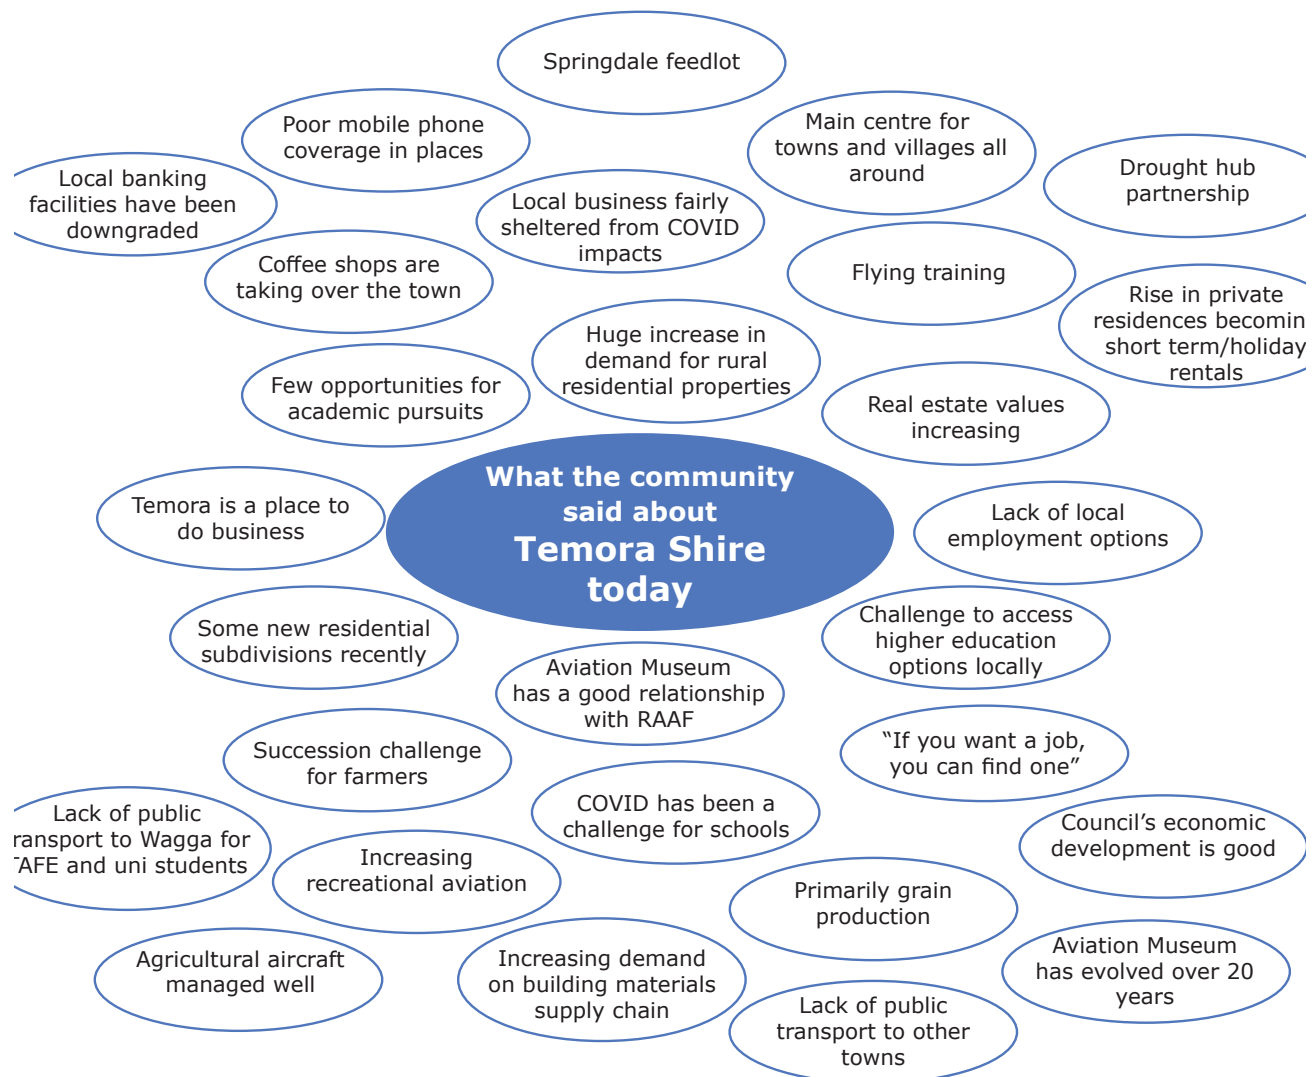 Springdale feedlot
Poor mobile phone
coverage in places
Main centre for
towns and villages all
around
Drought hub
partnership
Local banking
facilities have been
downgraded
Local business fairly
sheltered from COVID
impacts
Coffee shops are
taking over the town
Flying training
Rise in private
residences becomin
short term/holiday
rentals
Huge increase in
demand for rural
residential properties
Few opportunities for
academic pursuits
Real estate values
increasing
What the community
said about
Temora Shire
today
Temora is a place to
do business
Lack of local
employment options
Some new residential
subdivisions recently
Challenge to access
higher education
options locally
Aviation Museum
has a good relationship
with RAAF
Succession challenge
for farmers
“If you want a job,
you can find one”
COVID has been a
challenge for schools
Lack of public
ransport to Wagga for
TAFE and uni students
Council’s economic
development is good
Increasing
recreational aviation
Primarily grain
production
Agricultural aircraft
managed well
Increasing demand
on building materials
supply chain
Aviation Museum
has evolved over 20
years
Lack of public
transport to other
towns